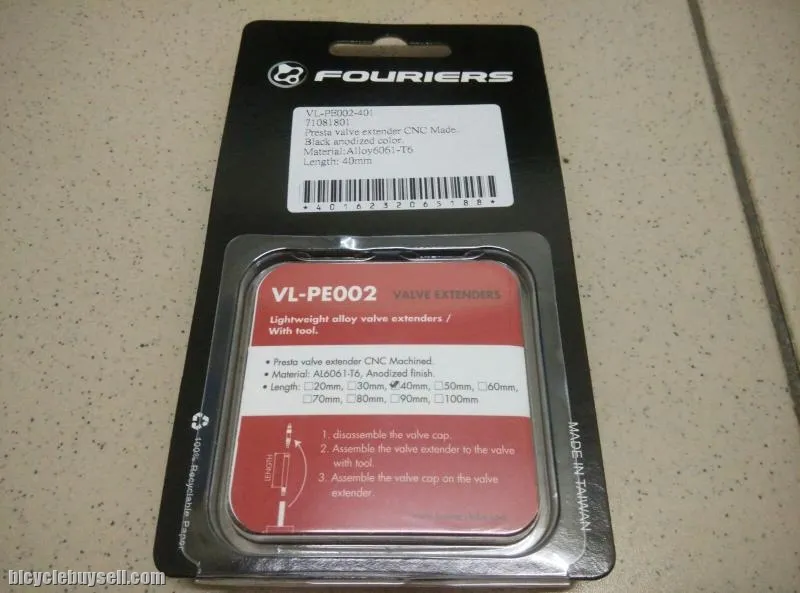 FOURIERS
VL-PE002-401
71081801
Presta valve extender CNC Made.
Black anodized color.
Material:Alloy6061-T6
Length: 40mm
*4016232065188*
VL-PE002 VALVE EXTENDERS
Lightweight alloy valve extenders /
With tool.
• Presta valve extender CNC Machined.
• Material: AL6061-T6, Anodized finish.
• Length: ☐20mm, ☐30mm, ☑40mm, ☐50mm, ☐60mm,
☐70mm, ☐80mm, ☐90mm, ☐100mm
1. disassemble the valve cap.
2. Assemble the valve extender to the valve
with tool.
3. Assemble the valve cap on the valve
extender.
LENGTH
100% Recyclable Paper
MADE IN TAIWAN
bicyclebuysell.com